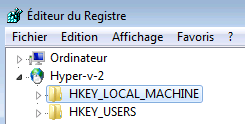 Éditeur du Registre
Fichier Edition Affichage Favoris ?
Ordinateur
Hyper-v-2
HKEY_LOCAL_MACHINE
HKEY_USERS